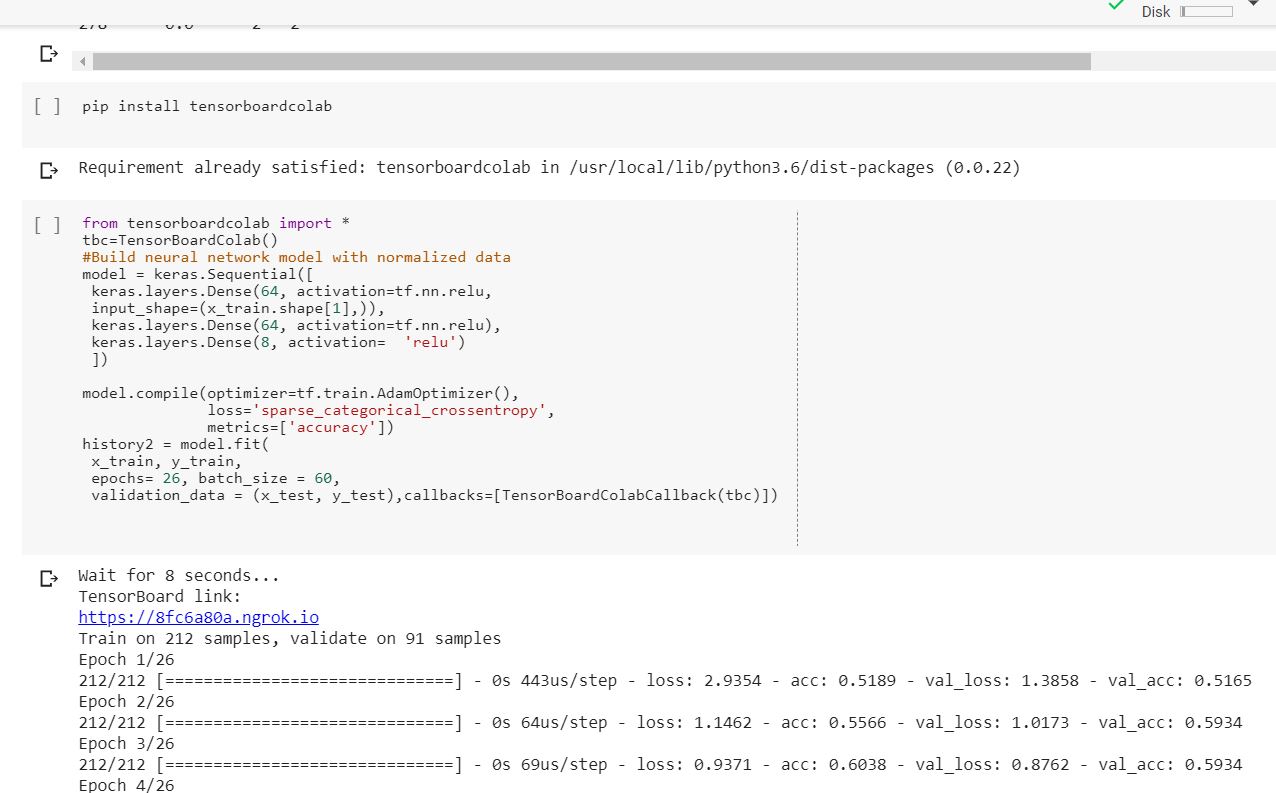 Disk
pip install tensorboardcolab
Requirement already satisfied: tensorboardcolab in /usr/local/lib/python3.6/dist-packages (0.0.22)
[ ]
from tensorboardcolab import *
tbc=TensorBoardColab()
#Build neural network model with normalized data
model = keras.Sequential([
keras.layers.Dense(64, activation=tf.nn.relu,
input_shape=(x_train.shape[1],)),
keras.layers.Dense(64, activation=tf.nn.relu),
keras.layers.Dense(8, activation=  'relu')
])
model.compile(optimizer=tf.train.AdamOptimizer(),
loss='sparse_categorical_crossentropy',
metrics=['accuracy'])
history2 = model.fit(
x_train, y_train,
epochs= 26, batch_size = 60,
validation_data = (x_test, y_test),callbacks=[TensorBoardColabCallback(tbc)])
Wait for 8 seconds...
TensorBoard link:
https://8fc6a80a.ngrok.io
Train on 212 samples, validate on 91 samples
Epoch 1/26
212/212 [==============================] - 0s 443us/step - loss: 2.9354 - acc: 0.5189 - val_loss: 1.3858 - val_acc: 0.5165
Epoch 2/26
212/212 [==============================] - 0s 64us/step - loss: 1.1462 - acc: 0.5566 - val_loss: 1.0173 - val_acc: 0.5934
Epoch 3/26
212/212 [==============================] - 0s 69us/step - loss: 0.9371 - acc: 0.6038 - val_loss: 0.8762 - val_acc: 0.5934
Epoch 4/26